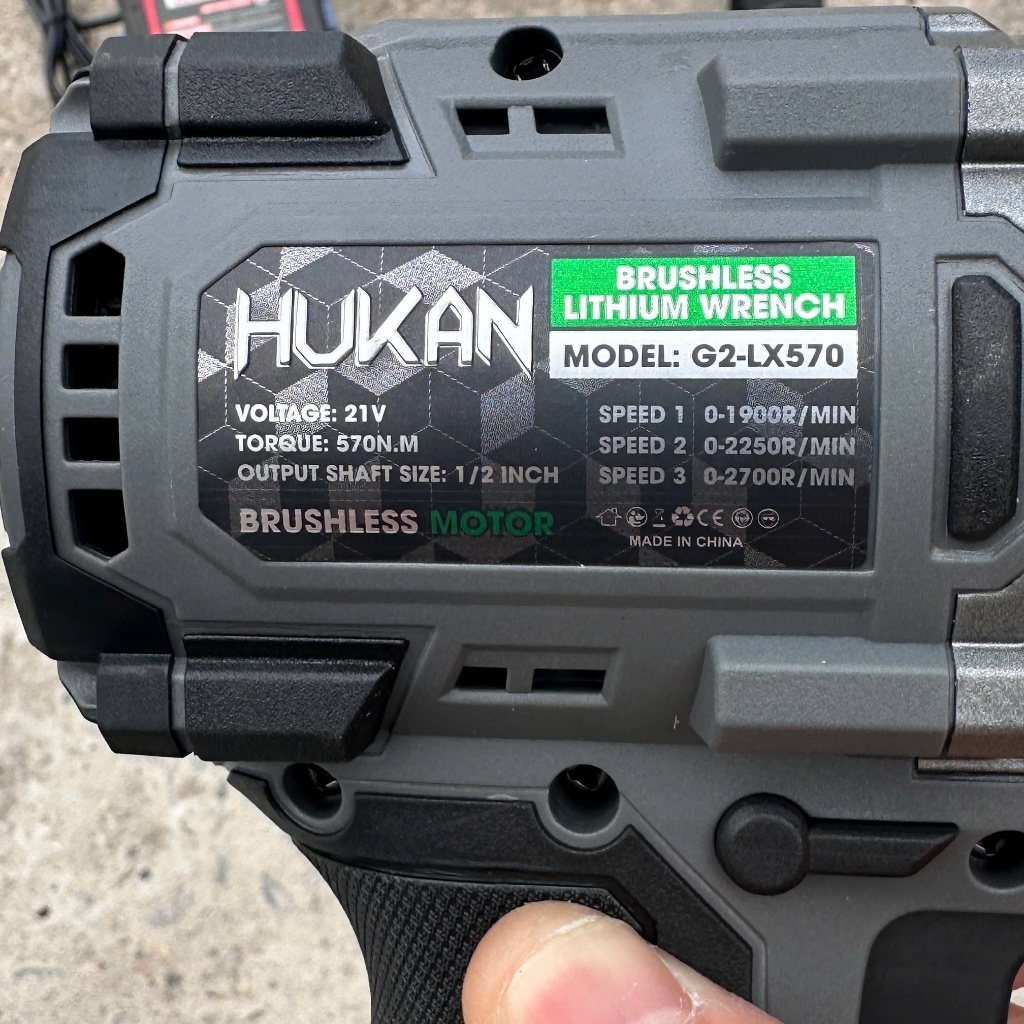 HUKAN
BRUSHLESS
LITHIUM WRENCH
MODEL: G2-LX570
VOLTAGE: 21V
TORQUE: 570N.M
OUTPUT SHAFT SIZE: 1/2 INCH
BRUSHLESS MOTOR
SPEED 1 0-1900R/MIN
SPEED 2 0-2250R/MIN
SPEED 3 0-2700R/MIN
CE
MADE IN CHINA